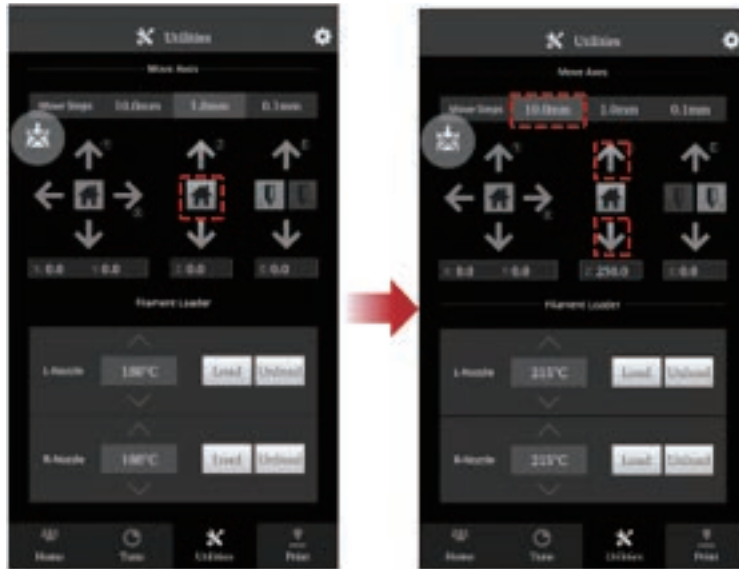 Utilities
Move Axis
Move Steps 10.0mm 1.0mm 0.1mm
Y
Z
E
X
X: 0.0 Y: 0.0 Z: 0.0 E: 0.0
Filament Loader
L-Nozzle 180°C Load Unload
R-Nozzle 180°C Load Unload
Home Tune Utilities Print
Utilities
Move Axis
Move Steps 10.0mm 1.0mm 0.1mm
E
X
0.0 0.0 Z: 250.0 0.0
Filament Loader
L-Nozzle 215°C Load Unload
R-Nozzle 215°C Load Unload
Home Tune Utilities Print